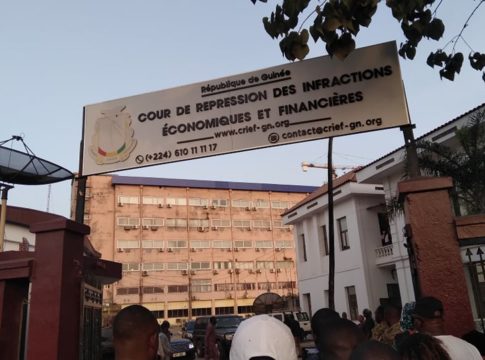 République de Guinée
COUR DE REPRESSION DES INFRACTIONS
ÉCONOMIQUES ET FINANCIÈRES
www.crief-gn.org
(+224) 610 11 11 17 contact@crief-gn.org